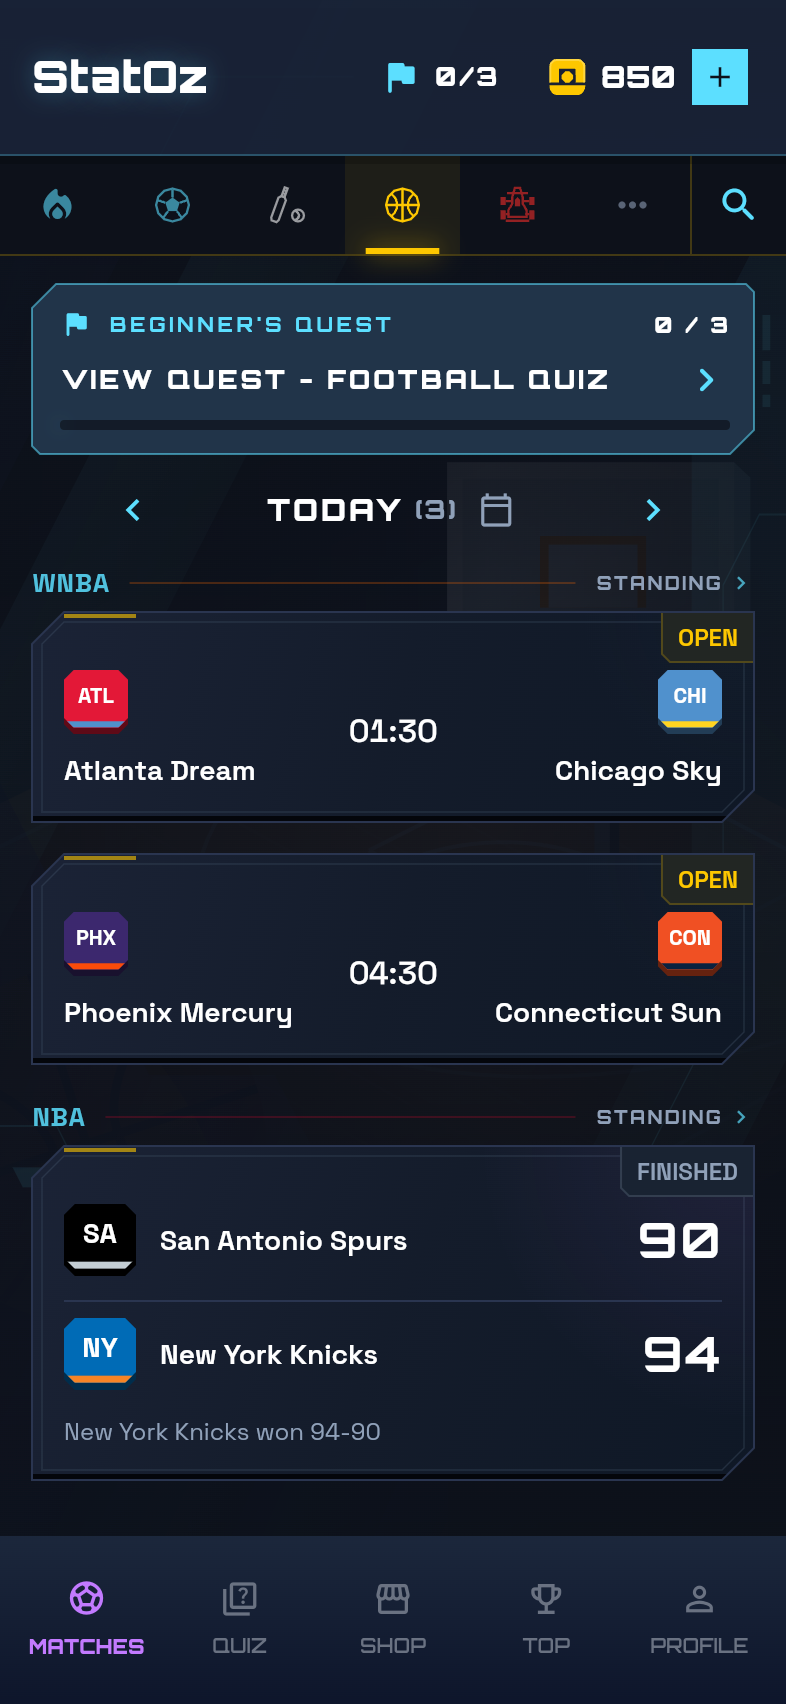 StatOz 0/3 850 +
BEGINNER'S QUEST 0 / 3
VIEW QUEST - FOOTBALL QUIZ
TODAY (3)
WNBA STANDING
OPEN
ATL CHI
01:30
Atlanta Dream Chicago Sky
OPEN
PHX CON
04:30
Phoenix Mercury Connecticut Sun
NBA STANDING
FINISHED
SA San Antonio Spurs 90
NY New York Knicks 94
New York Knicks won 94-90
MATCHES QUIZ SHOP TOP PROFILE